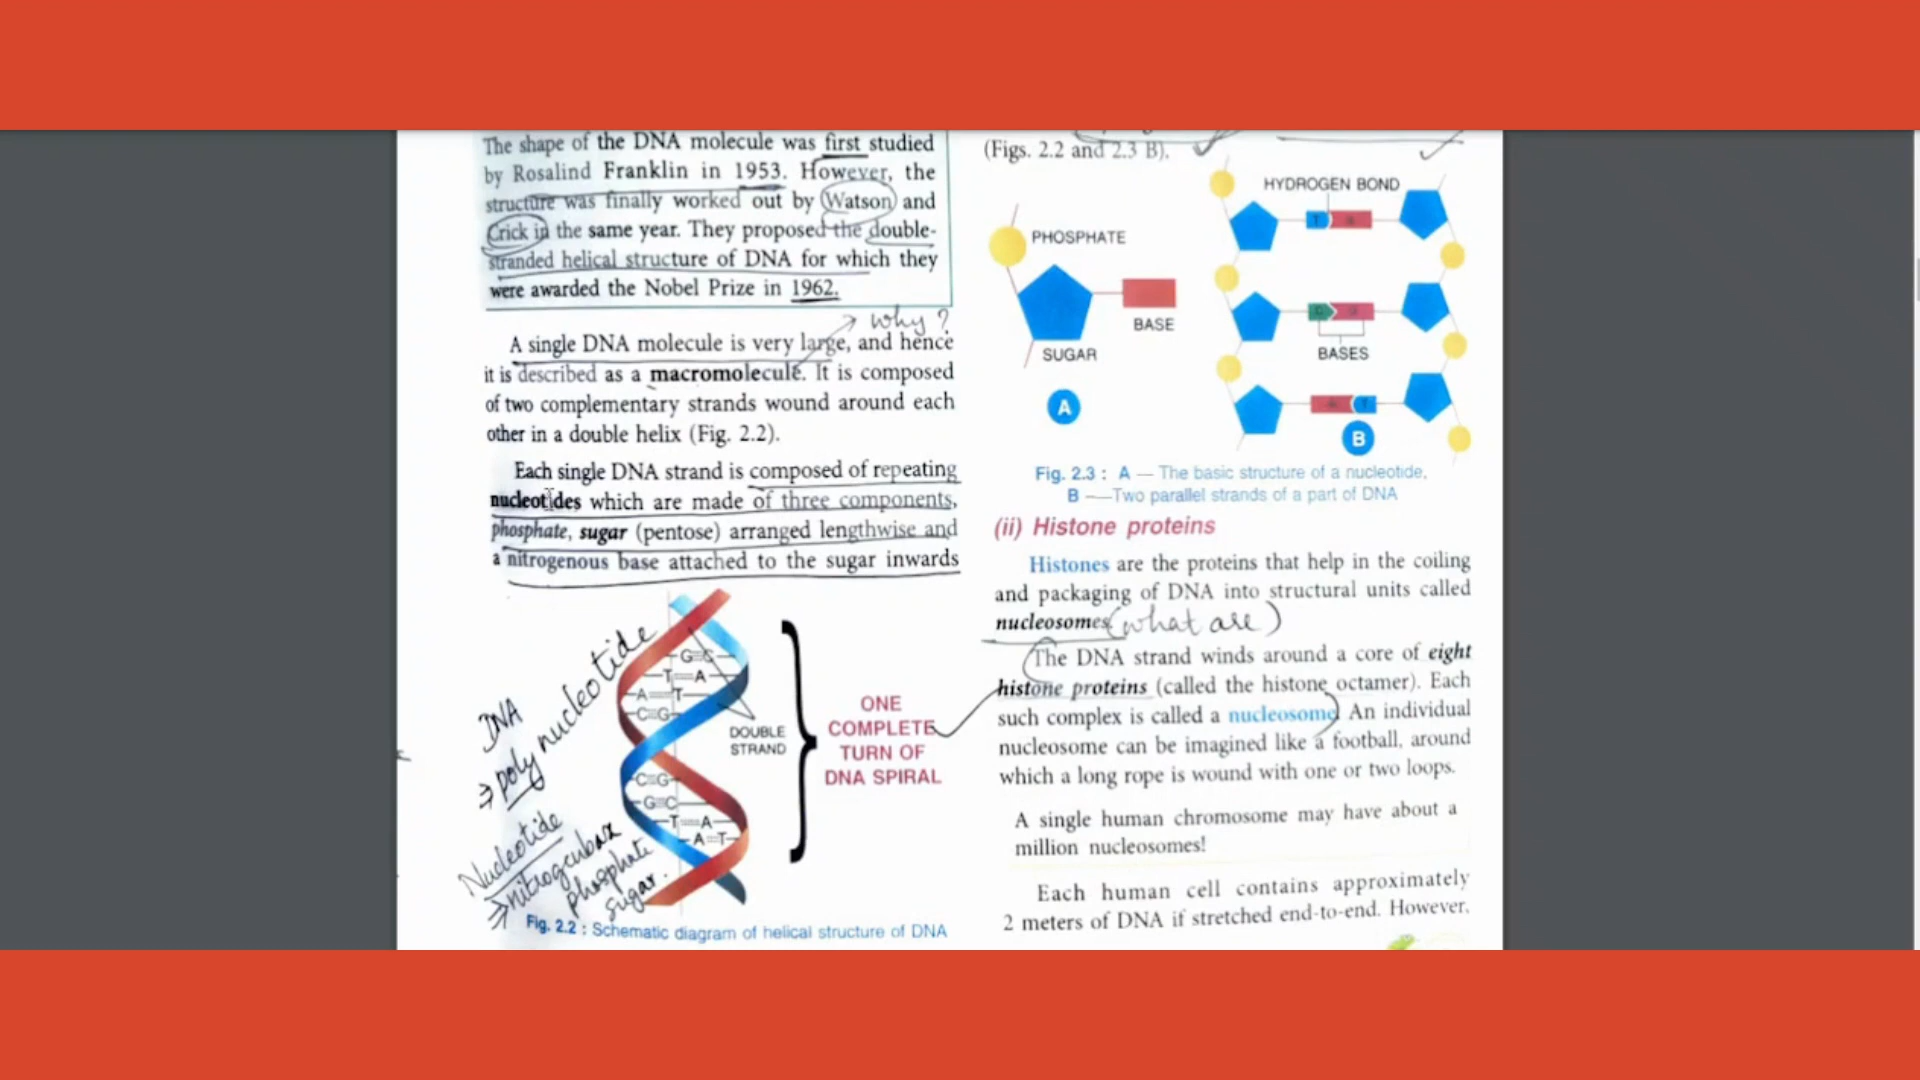 The shape of the DNA molecule was first studied
by Rosalind Franklin in 1953. However, the
structure was finally worked out by Watson and
Crick in the same year. They proposed the double-
stranded helical structure of DNA for which they
were awarded the Nobel Prize in 1962.
why?
A single DNA molecule is very large, and hence
it is described as a macromolecule. It is composed
of two complementary strands wound around each
other in a double helix (Fig. 2.2).
Each single DNA strand is composed of repeating
nucleotides which are made of three components,
phosphate, sugar (pentose) arranged lengthwise and
a nitrogenous base attached to the sugar inwards
G≡C
T=A
A=T
C≡G
C≡G
G≡C
T=A
A=T
DOUBLE
STRAND
ONE
COMPLETE
TURN OF
DNA SPIRAL
DNA
⇒ poly nucleotide
Nucleotide
phosphate
sugar.
Fig. 2.2 : Schematic diagram of helical structure of DNA
(Figs. 2.2 and 2.3 B).
PHOSPHATE
BASE
SUGAR
A
HYDROGEN BOND
T
BASES
T
B
Fig. 2.3 : A — The basic structure of a nucleotide,
B — Two parallel strands of a part of DNA
(ii) Histone proteins
Histones are the proteins that help in the coiling
and packaging of DNA into structural units called
nucleosomes. (what are)
The DNA strand winds around a core of eight
histone proteins (called the histone octamer). Each
such complex is called a nucleosome. An individual
nucleosome can be imagined like a football, around
which a long rope is wound with one or two loops.
A single human chromosome may have about a
million nucleosomes!
Each human cell contains approximately
2 meters of DNA if stretched end-to-end. However,